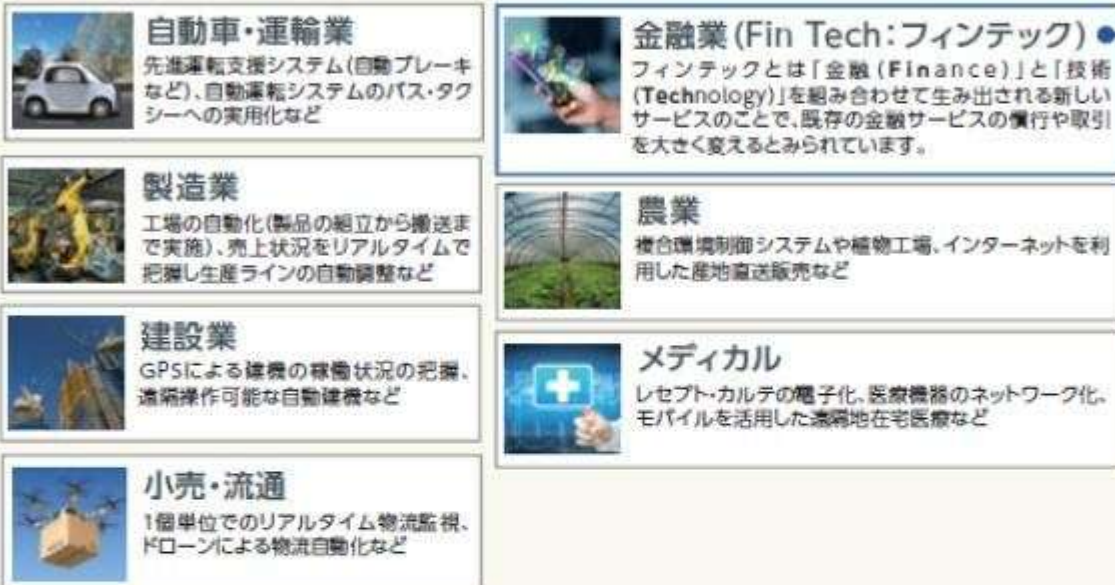 自動車・運輸業
先進運転支援システム(自動ブレーキ
など)、自動運転システムのバス・タク
シーへの実用化など
製造業
工場の自動化(製品の組立から搬送ま
で実施)、売上状況をリアルタイムで
把握し生産ラインの自動調整など
建設業
GPSによる建機の稼働状況の把握、
遠隔操作可能な自動建機など
小売・流通
1個単位でのリアルタイム物流監視、
ドローンによる物流自動化など
金融業(Fin Tech:フィンテック)
フィンテックとは「金融(Finance)」と「技術
(Technology)」を組み合わせて生み出される新しい
サービスのことで、既存の金融サービスの慣行や取引
を大きく変えるとみられています。
農業
複合環境制御システムや植物工場、インターネットを利
用した産地直送販売など
メディカル
レセプト・カルテの電子化、医療機器のネットワーク化、
モバイルを活用した遠隔地在宅医療など